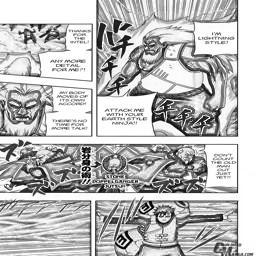 I'M
LIGHTNING
STYLE!
THANKS
FOR THE
INTEL!
ANY MORE
DETAIL
FOR ME?!
ATTACK ME
WITH YOUR
EARTH STYLE
NINJA!!
MY BODY
MOVES OF
ITS OWN
ACCORD!
THERE'S NO
TIME FOR
MORE TALK!
DON'T
COUNT
THE OLD
MAN OUT
JUST
YET!!
STONE
DOPPELGANGER
JUTSU!!